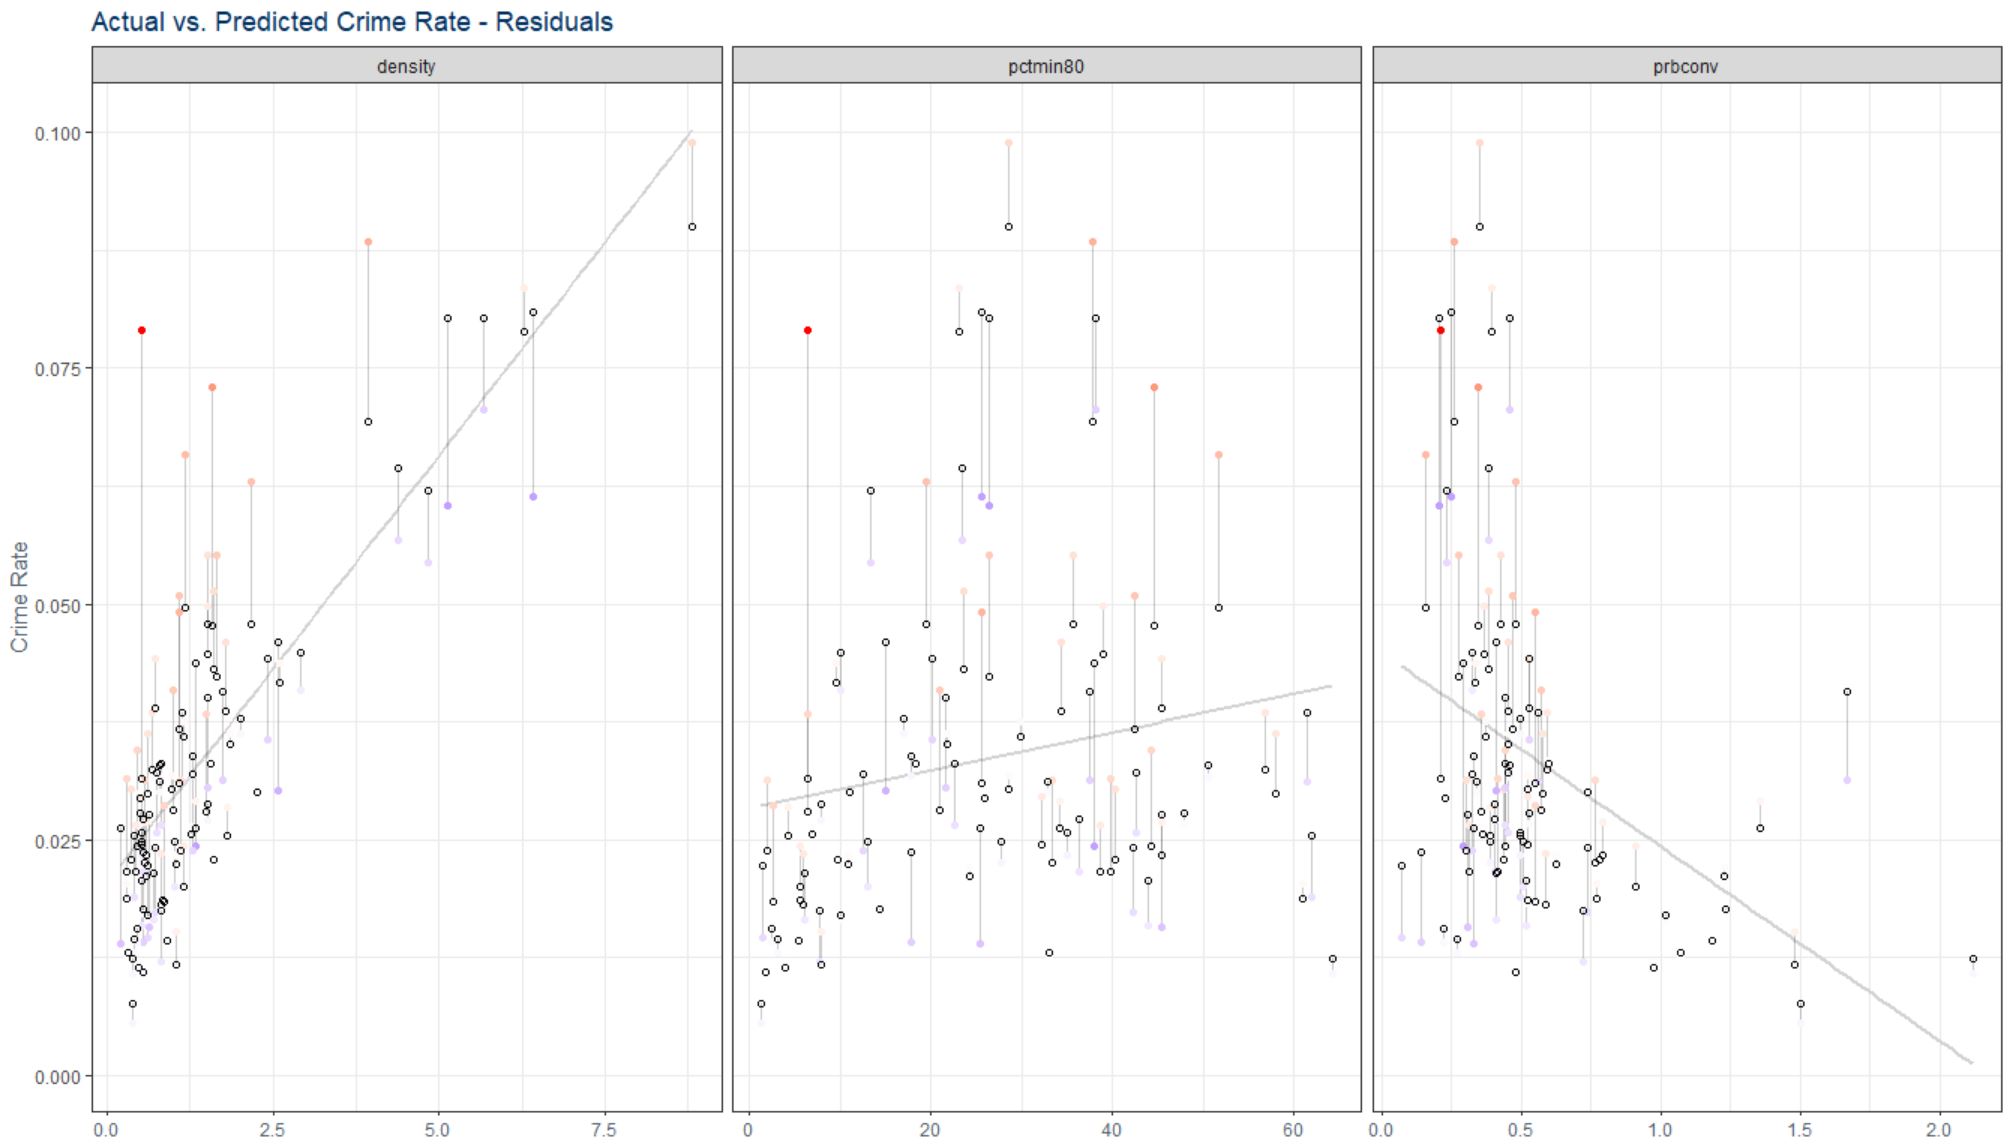 Actual vs. Predicted Crime Rate - Residuals
density pctmin80 prbconv
Crime Rate
0.100
0.075
0.050
0.025
0.000
0.0 2.5 5.0 7.5 0 20 40 60 0.0 0.5 1.0 1.5 2.0